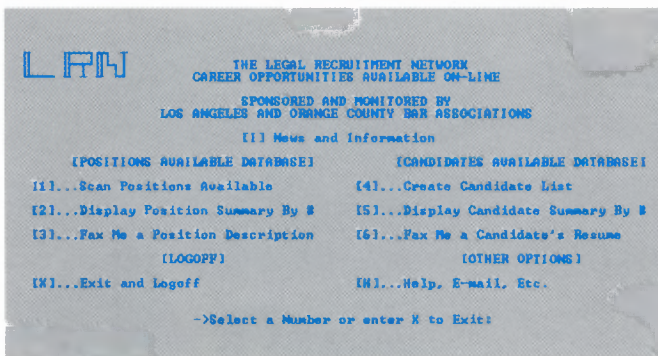 LRN
THE LEGAL RECRUITMENT NETWORK
CAREER OPPORTUNITIES AVAILABLE ON-LINE
SPONSORED AND MONITORED BY
LOS ANGELES AND ORANGE COUNTY BAR ASSOCIATIONS
[I] News and Information
[POSITIONS AVAILABLE DATABASE]
[CANDIDATES AVAILABLE DATABASE]
[1]...Scan Positions Available
[4]...Create Candidate List
[2]...Display Position Summary By #
[5]...Display Candidate Summary By #
[3]...Fax Me a Position Description
[6]...Fax Me a Candidate's Resume
[LOGOFF]
[OTHER OPTIONS]
[X]...Exit and Logoff
[H]...Help, E-mail, Etc.
->Select a Number or enter X to Exit: